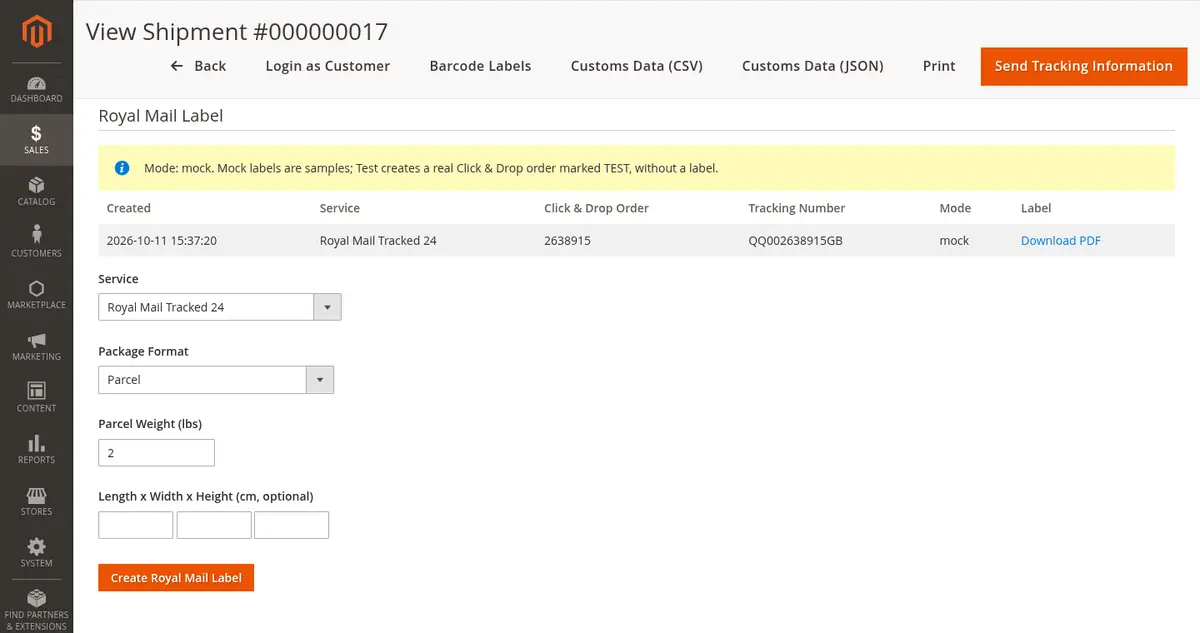 View Shipment #000000017
← Back Login as Customer Barcode Labels Customs Data (CSV) Customs Data (JSON) Print Send Tracking Information
DASHBOARD
SALES
CATALOG
CUSTOMERS
MARKETPLACE
MARKETING
CONTENT
REPORTS
STORES
SYSTEM
FIND PARTNERS
& EXTENSIONS
Royal Mail Label
Mode: mock. Mock labels are samples; Test creates a real Click & Drop order marked TEST, without a label.
Created Service Click & Drop Order Tracking Number Mode Label
2026-10-11 15:37:20 Royal Mail Tracked 24 2638915 QQ002638915GB mock Download PDF
Service
Royal Mail Tracked 24
Package Format
Parcel
Parcel Weight (lbs)
2
Length x Width x Height (cm, optional)
Create Royal Mail Label